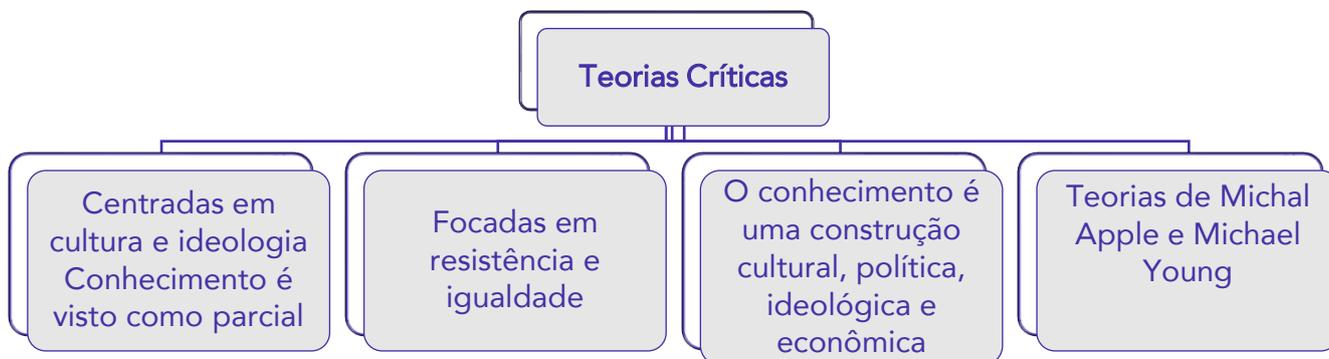 Teorias Críticas
Centradas em
cultura e ideologia
Conhecimento é
visto como parcial
Focadas em
resistência e
igualdade
O conhecimento é
uma construção
cultural, política,
ideológica e
econômica
Teorias de Michal
Apple e Michael
Young